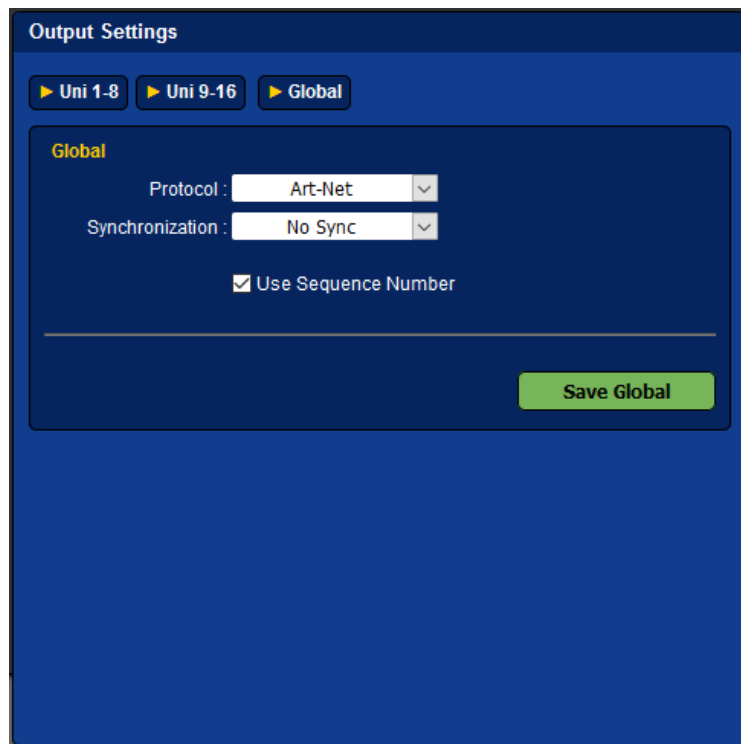 Output Settings
Uni 1-8 Uni 9-16 Global
Global
Protocol : Art-Net
Synchronization : No Sync
Use Sequence Number
Save Global